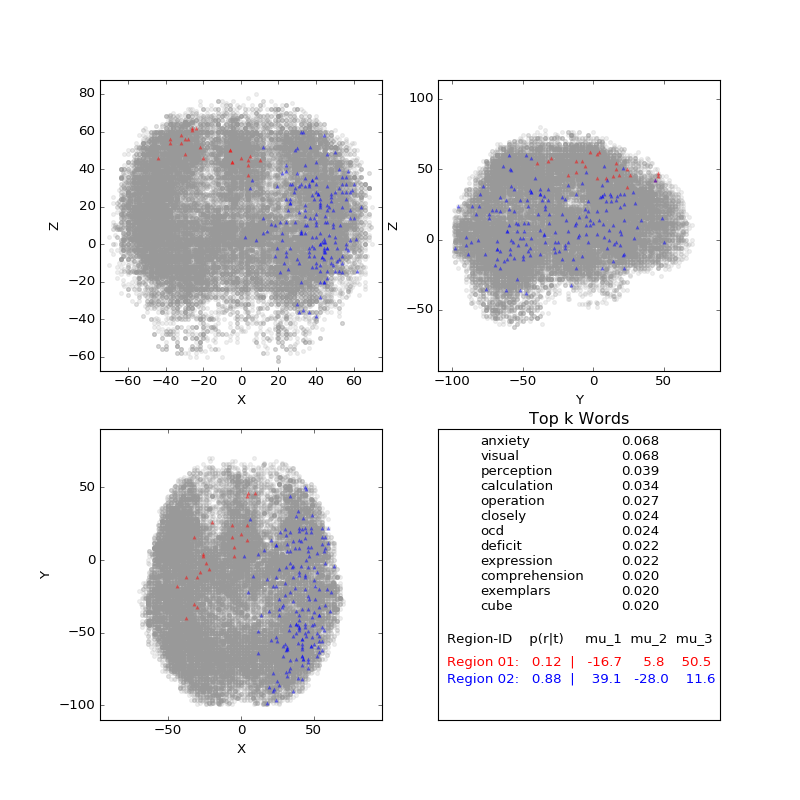 80
60
40
20
0
−20
−40
−60
Z
−60 −40 −20 0 20 40 60
X
100
50
0
−50
Z
−100 −50 0 50
Y
50
0
−50
−100
Y
−50 0 50
X
Top k Words
anxiety 0.068
visual 0.068
perception 0.039
calculation 0.034
operation 0.027
closely 0.024
ocd 0.024
deficit 0.022
expression 0.022
comprehension 0.020
exemplars 0.020
cube 0.020
Region-ID p(r|t) mu_1 mu_2 mu_3
Region 01: 0.12 | -16.7 5.8 50.5
Region 02: 0.88 | 39.1 -28.0 11.6